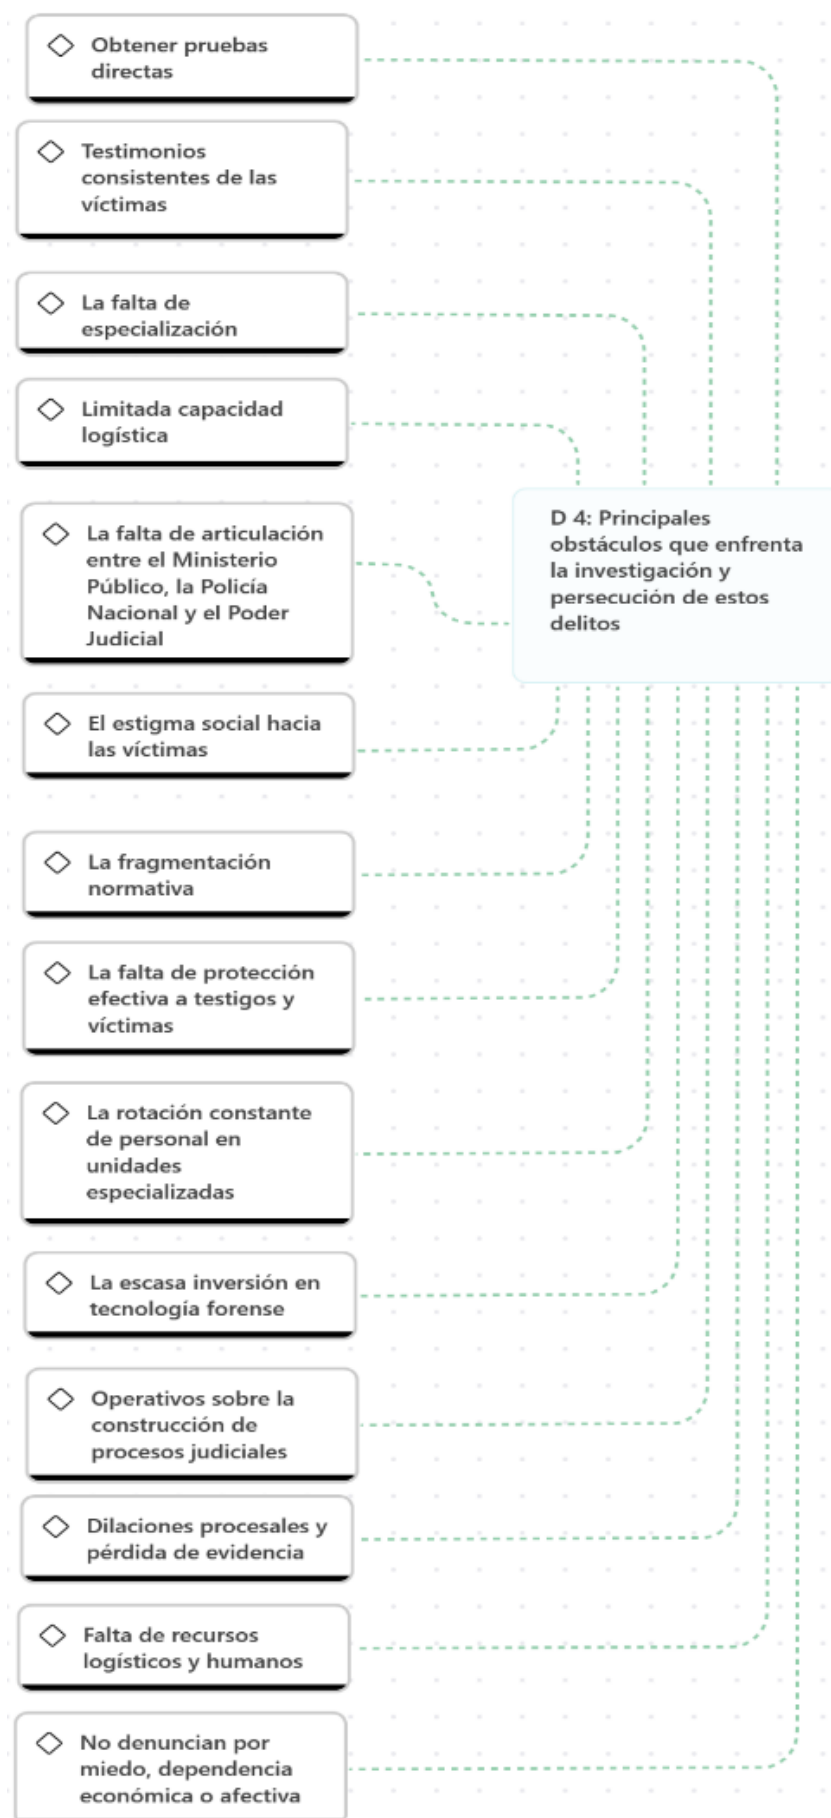 Obtener pruebas
directas
Testimonios
consistentes de las
víctimas
La falta de
especialización
Limitada capacidad
logística
La falta de articulación
entre el Ministerio
Público, la Policía
Nacional y el Poder
Judicial
D 4: Principales
obstáculos que enfrenta
la investigación y
persecución de estos
delitos
El estigma social hacia
las víctimas
La fragmentación
normativa
La falta de protección
efectiva a testigos y
víctimas
La rotación constante
de personal en
unidades
especializadas
La escasa inversión en
tecnología forense
Operativos sobre la
construcción de
procesos judiciales
Dilaciones procesales y
pérdida de evidencia
Falta de recursos
logísticos y humanos
No denuncian por
miedo, dependencia
económica o afectiva